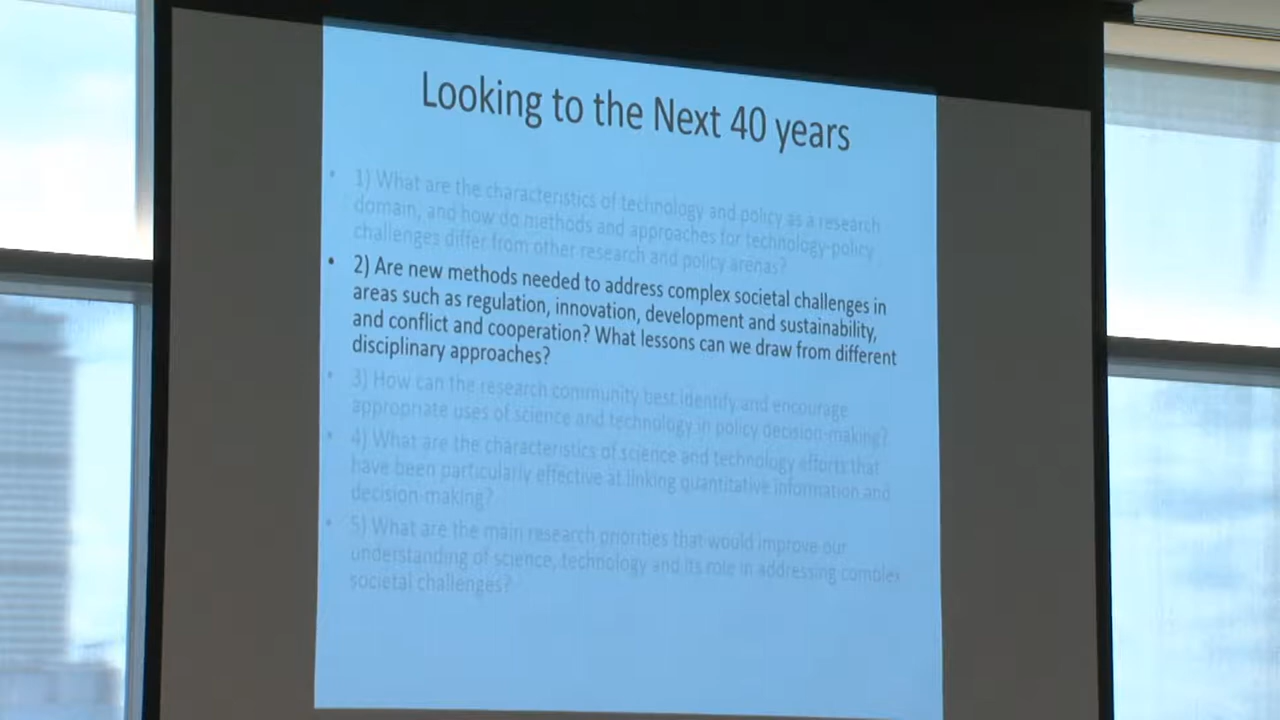 Looking to the Next 40 years
• 1) What are the characteristics of technology and policy as a research
domain, and how do methods and approaches for technology-policy
challenges differ from other research and policy arenas?
• 2) Are new methods needed to address complex societal challenges in
areas such as regulation, innovation, development and sustainability,
and conflict and cooperation? What lessons can we draw from different
disciplinary approaches?
• 3) How can the research community best identify and encourage
appropriate uses of science and technology in policy decision-making?
• 4) What are the characteristics of science and technology efforts that
have been particularly effective at linking quantitative information and
decision-making?
• 5) What are the main research priorities that would improve our
understanding of science, technology and its role in addressing complex
societal challenges?